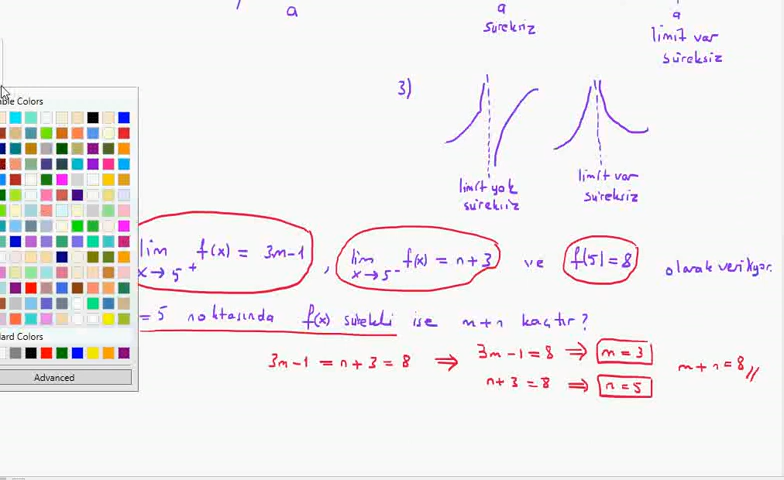 a
a
süreksiz
a
limit var
süreksiz
3)
ble Colors
limit yok
süreksiz
limit var
süreksiz
lim x→5⁺ f(x) = 3m-1 , lim x→5⁻ f(x) = n+3 ve f(5)=8 olarak veriliyor.
=5 noktasında f(x) sürekli ise m+n kaçtır?
dard Colors
3m-1 = n+3 = 8 ⇒ 3m-1 = 8 ⇒ m = 3
n+3 = 8 ⇒ n = 5
m+n = 8 //
Advanced